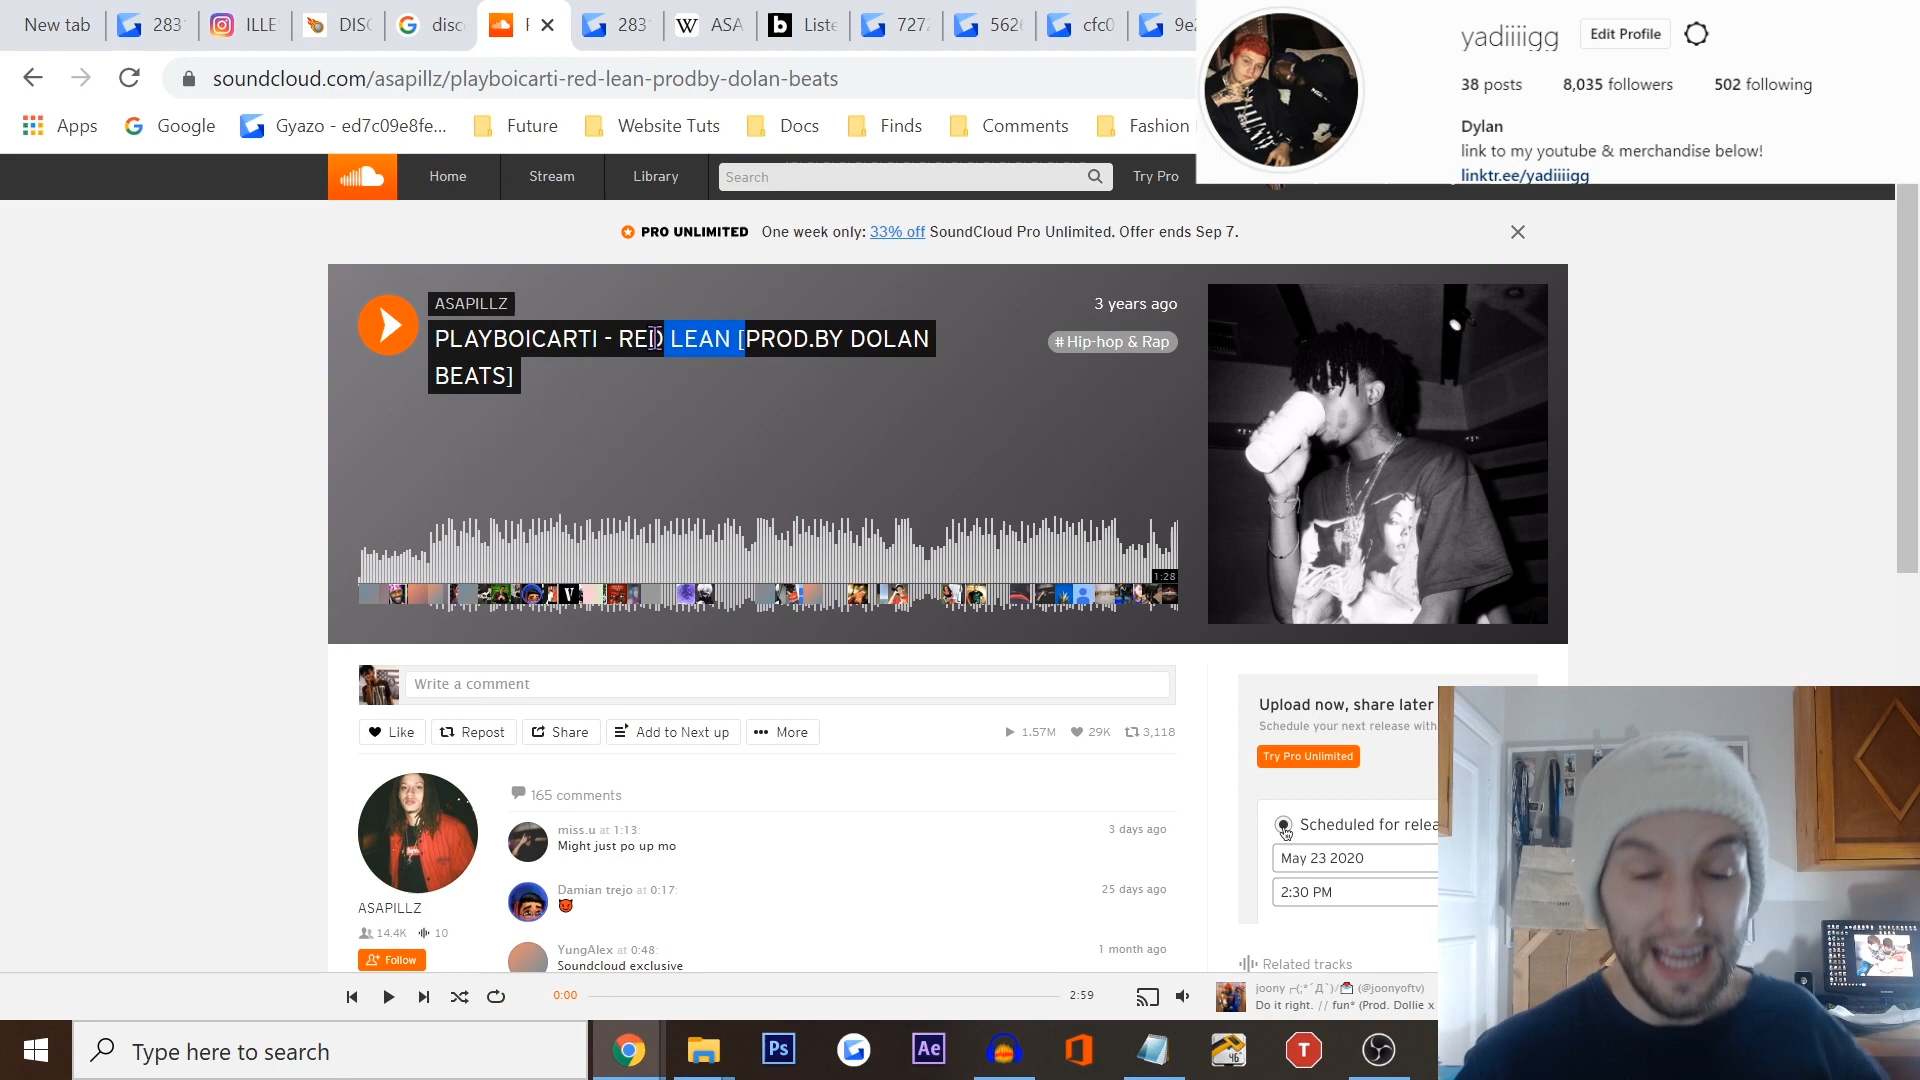 New tab
283
ILLE
DISC
disc
283
W ASA
b Liste
727
562
cfc0
9e2
soundcloud.com/asapillz/playboicarti-red-lean-prodby-dolan-beats
Apps
Google
Gyazo - ed7c09e8fe...
Future
Website Tuts
Docs
Finds
Comments
Fashion
yadiiiigg
Edit Profile
38 posts
8,035 followers
502 following
Dylan
link to my youtube & merchandise below!
linktr.ee/yadiiiigg
Home
Stream
Library
Search
Try Pro
PRO UNLIMITED One week only: 33% off SoundCloud Pro Unlimited. Offer ends Sep 7.
ASAPILLZ
3 years ago
PLAYBOICARTI - RED LEAN [PROD.BY DOLAN
BEATS]
# Hip-hop & Rap
1:28
Write a comment
Like
Repost
Share
Add to Next up
More
1.57M
29K
3,118
Upload now, share later
Schedule your next release with
Try Pro Unlimited
Scheduled for relea
May 23 2020
2:30 PM
165 comments
miss.u at 1:13:
3 days ago
Might just po up mo
Damian trejo at 0:17:
25 days ago
ASAPILLZ
14.4K
10
Follow
YungAlex at 0:48:
1 month ago
Soundcloud exclusive
Related tracks
0:00
2:59
(@joonyoftv)
Do it right. // fun* (Prod. Dollie x
Type here to search
Ps
Ae
46°
T